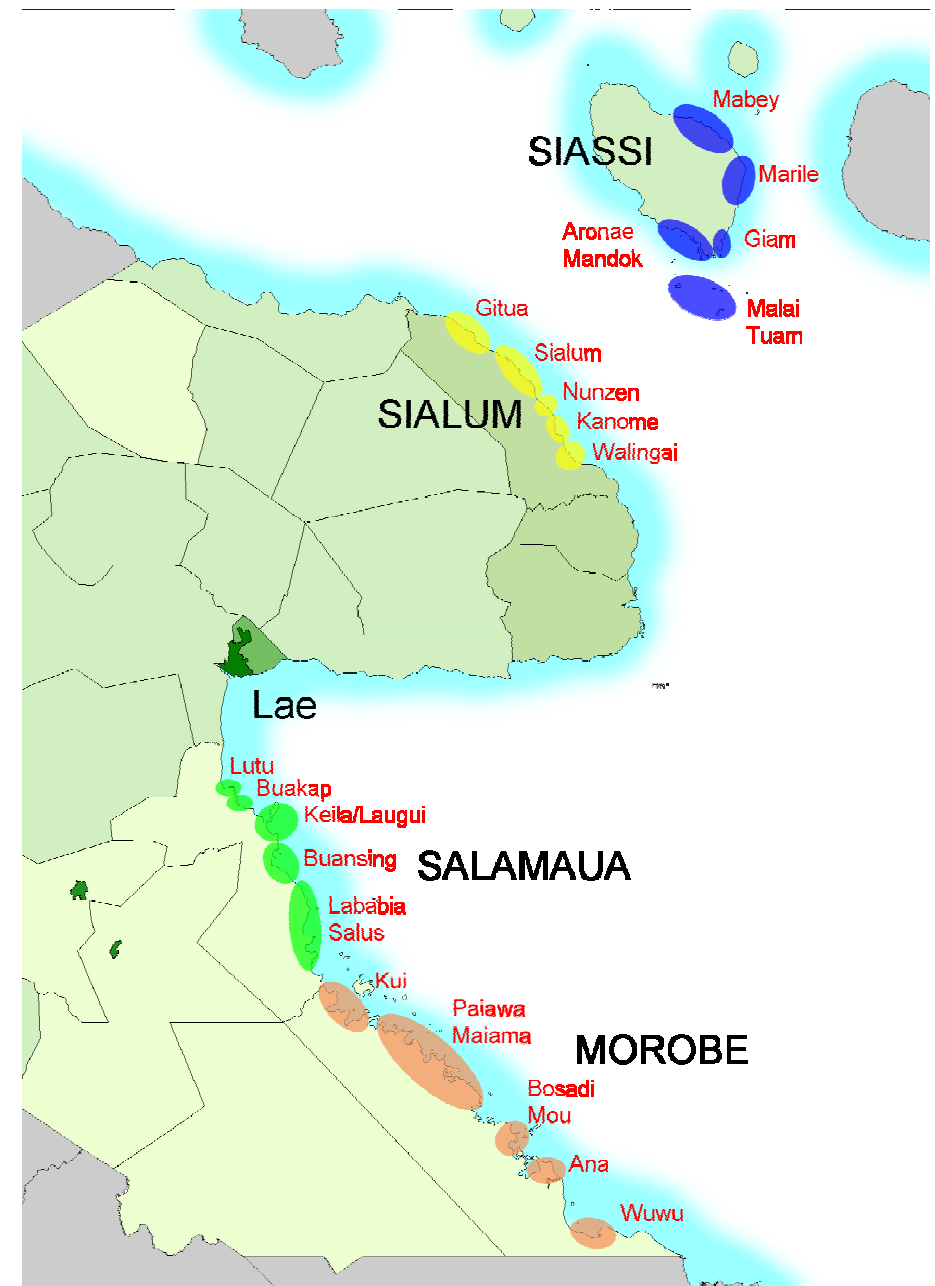 Mabey
SIASSI
Marile
Aronae
Mandok
Giam
Malai
Tuam
Gitua
Sialum
Nunzen
SIALUM
Kanome
Walingai
Lae
Lutu
Buakap
Keila/Laugui
Buansing
SALAMAUA
Lababia
Salus
Kui
Paiawa
Maiama
MOROBE
Bosadi
Mou
Ana
Wuwu